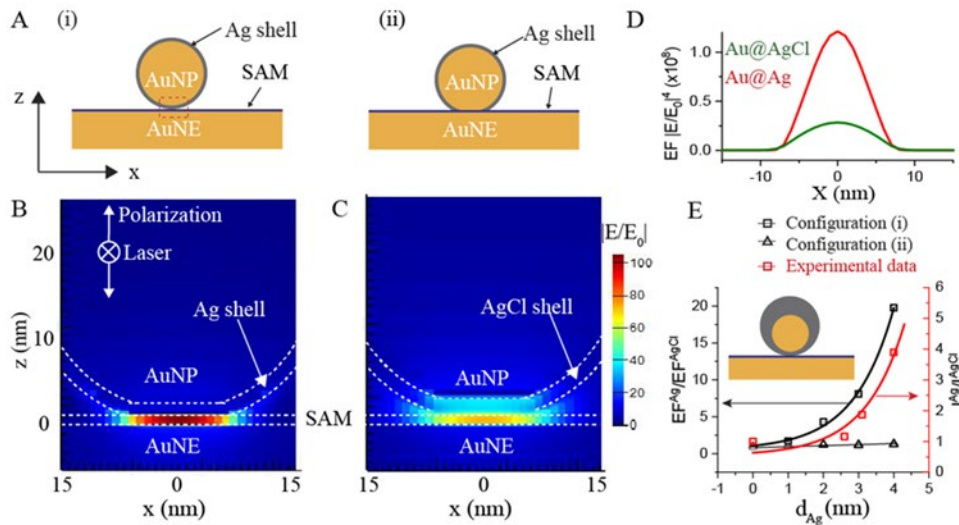 A
(i)
Ag shell
AuNP
SAM
AuNE
z
x
(ii)
Ag shell
AuNP
SAM
AuNE
D
EF |E/E₀|⁴ (x10⁸)
1.0
0.5
0.0
Au@AgCl
Au@Ag
-10
0
10
X (nm)
B
Polarization
Laser
Ag shell
AuNP
AuNE
z (nm)
20
10
0
15
0
15
x (nm)
SAM
C
AgCl shell
AuNP
AuNE
15
0
15
x (nm)
|E/E₀|
100
80
60
40
20
0
E
Configuration (i)
Configuration (ii)
Experimental data
EF^Ag/EF^AgCl
20
15
10
5
0
6
5
4
3
2
1
0
I^Ag/I^AgCl
-1
0
1
2
3
4
5
d_Ag (nm)